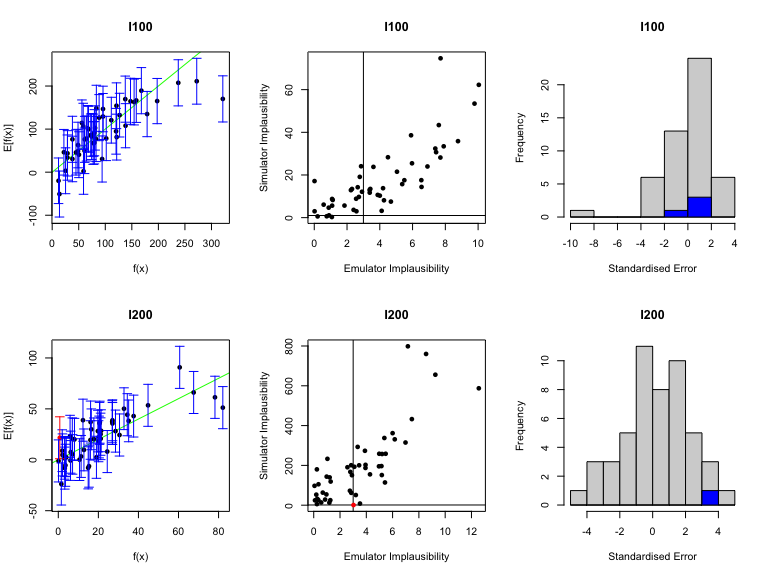 I100
I100
I100
E[f(x)]
-100 0 100 200
0 50 100 150 200 250 300
f(x)
Simulator Implausibility
0 20 40 60
0 2 4 6 8 10
Emulator Implausibility
Frequency
0 5 10 15 20
-10 -8 -6 -4 -2 0 2 4
Standardised Error
I200
I200
I200
E[f(x)]
-50 0 50 100
0 20 40 60 80
f(x)
Simulator Implausibility
0 200 400 600 800
0 2 4 6 8 10 12
Emulator Implausibility
Frequency
0 2 4 6 8 10
-4 -2 0 2 4
Standardised Error